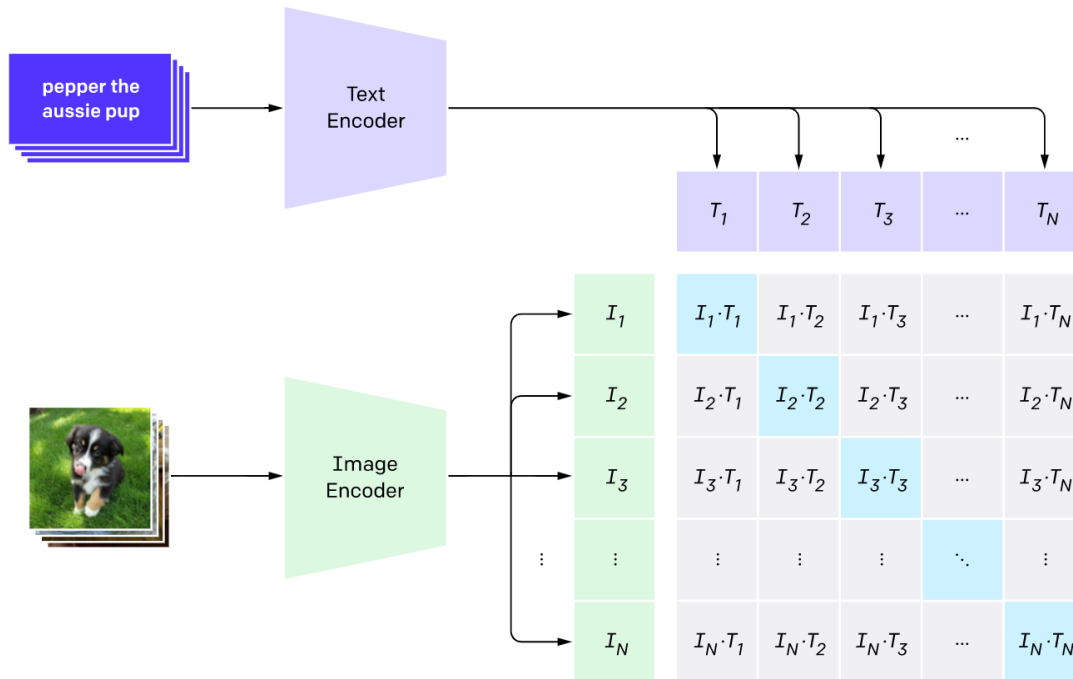 pepper the
aussie pup
Text
Encoder
...
T1 T2 T3 ... TN
I1 I1·T1 I1·T2 I1·T3 ... I1·TN
I2 I2·T1 I2·T2 I2·T3 ... I2·TN
Image
Encoder
I3 I3·T1 I3·T2 I3·T3 ... I3·TN
⋮ ⋮ ⋮ ⋮ ⋮ ⋱ ⋮
IN IN·T1 IN·T2 IN·T3 ... IN·TN